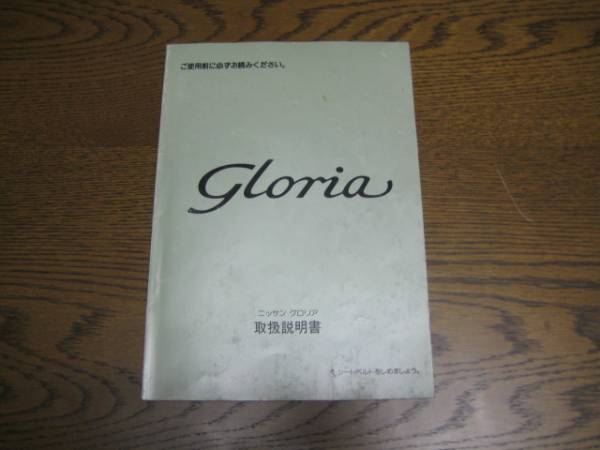 ご使用前に必ずお読みください。
Gloria
ニッサン グロリア
取扱説明書
シートベルトをしめましょう。